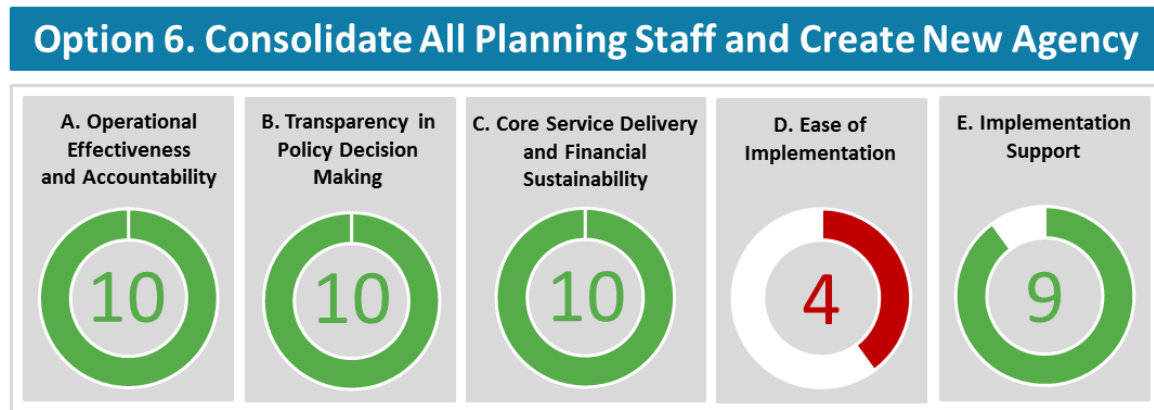 Option 6. Consolidate All Planning Staff and Create New Agency
A. Operational
Effectiveness
and Accountability
10
B. Transparency in
Policy Decision
Making
10
C. Core Service Delivery
and Financial
Sustainability
10
D. Ease of
Implementation
4
E. Implementation
Support
9